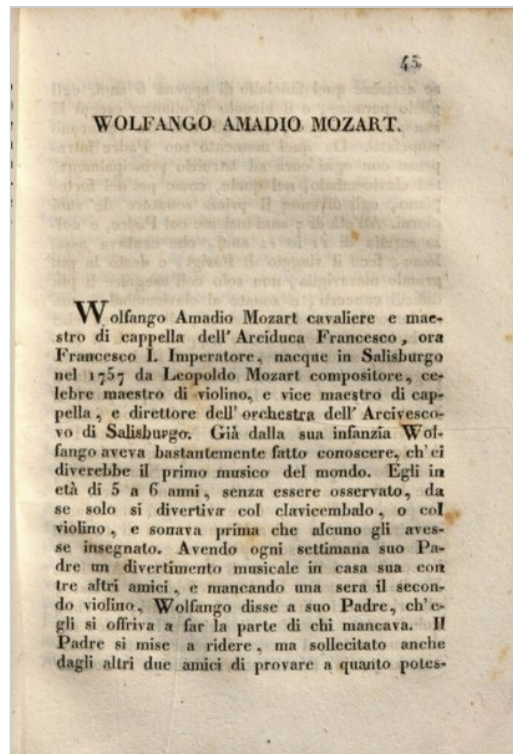 45
WOLFANGO AMADIO MOZART.
Wolfango Amadio Mozart cavaliere e mae-
stro di cappella dell' Arciduca Francesco, ora
Francesco I. Imperatore, nacque in Salisburgo
nel 1757 da Leopoldo Mozart compositore, ce-
lebre maestro di violino, e vice maestro di cap-
pella, e direttore dell' orchestra dell' Arcivesco-
vo di Salisburgo. Già dalla sua infanzia Wol-
fango aveva bastantemente fatto conoscere, ch'ei
diverebbe il primo musico del mondo. Egli in
età di 5 a 6 anni, senza essere osservato, da
se solo si divertiva col clavicembalo, o col
violino, e sonava prima che alcuno gli aves-
se insegnato. Avendo ogni settimana suo Pa-
dre un divertimento musicale in casa sua con
tre altri amici, e mancando una sera il secon-
do violino, Wolfango disse a suo Padre, ch'e-
gli si offriva a far la parte di chi mancava. Il
Padre si mise a ridere, ma sollecitato anche
dagli altri due amici di provare a quanto potes-